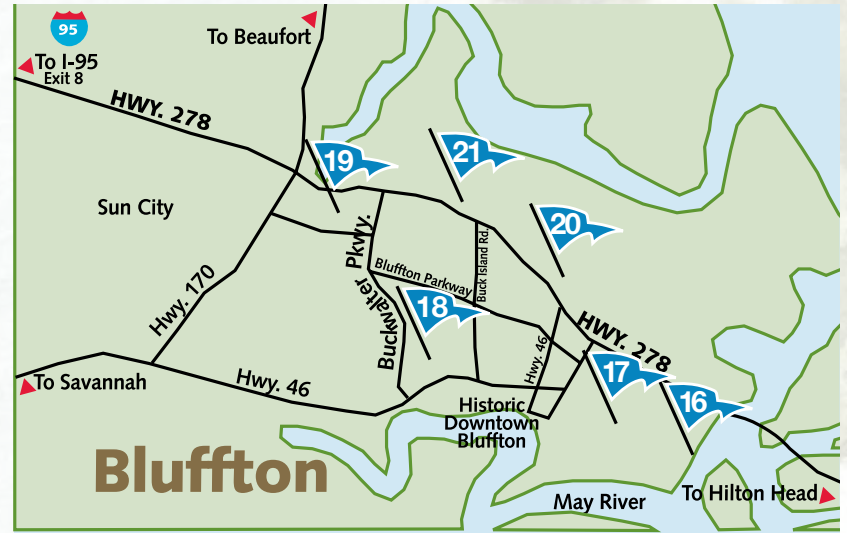 95
To Beaufort
To I-95
Exit 8
HWY. 278
19
21
Sun City
20
Pkwy.
Buck Island Rd.
Bluffton Parkway
Hwy. 170
18
Buckwalter
HWY. 278
Hwy. 46
17
To Savannah
Hwy. 46
16
Historic
Downtown
Bluffton
Bluffton
May River
To Hilton Head